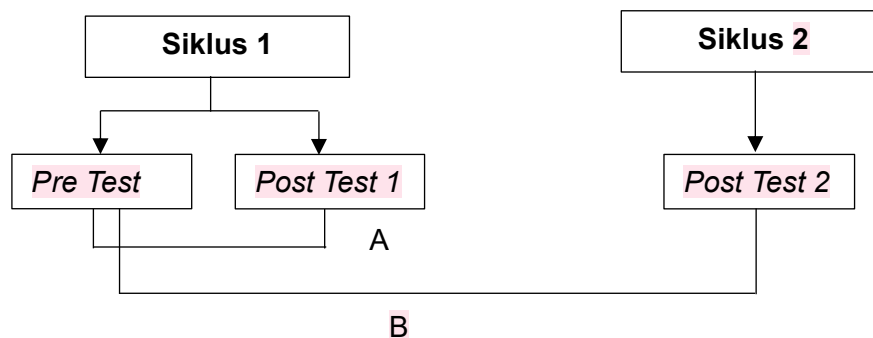 Siklus 1
Siklus 2
Pre Test
Post Test 1
Post Test 2
A
B